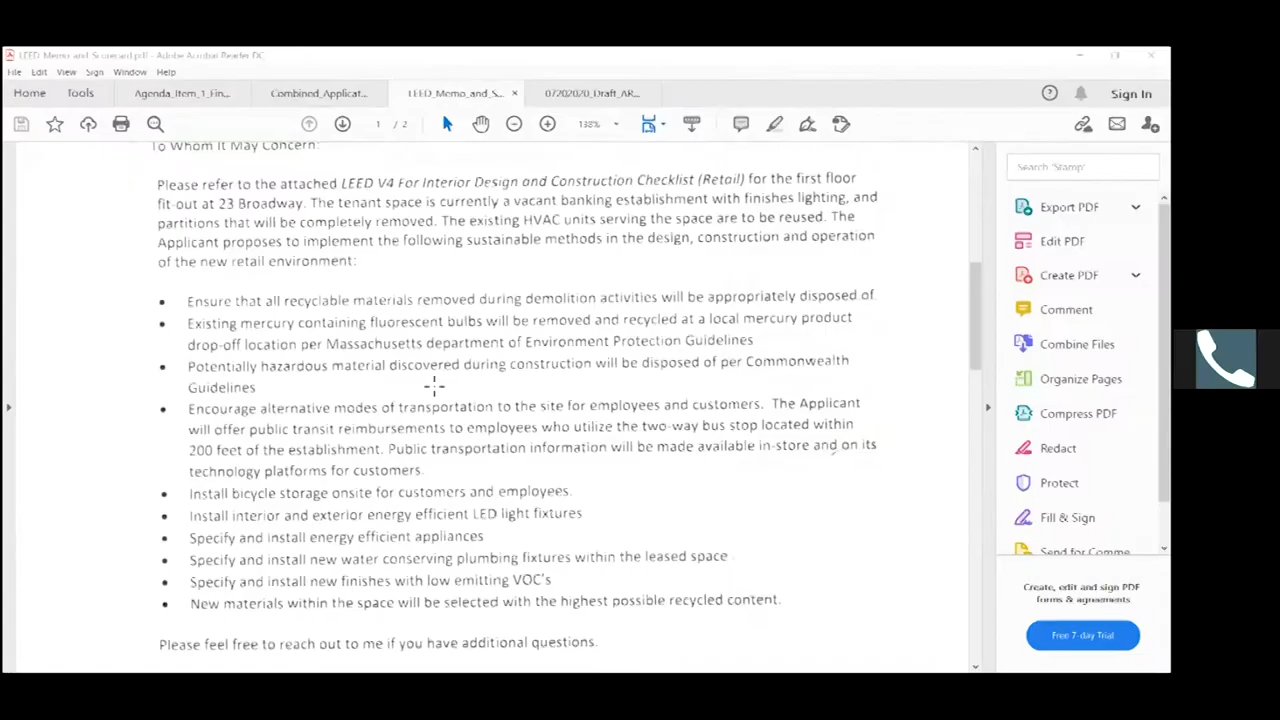 LEED_Memo_and_Scorecard.pdf - Adobe Acrobat Reader DC
File Edit View Sign Window Help
Home Tools Agenda_Item_1_Fin... Combined_Applicat... LEED_Memo_and_S... × 07202020_Draft_AR... Sign In
1 / 2 138%
To Whom It May Concern:
Please refer to the attached LEED V4 For Interior Design and Construction Checklist (Retail) for the first floor
fit-out at 23 Broadway. The tenant space is currently a vacant banking establishment with finishes lighting, and
partitions that will be completely removed. The existing HVAC units serving the space are to be reused. The
Applicant proposes to implement the following sustainable methods in the design, construction and operation
of the new retail environment:
• Ensure that all recyclable materials removed during demolition activities will be appropriately disposed of.
• Existing mercury containing fluorescent bulbs will be removed and recycled at a local mercury product
drop-off location per Massachusetts department of Environment Protection Guidelines
• Potentially hazardous material discovered during construction will be disposed of per Commonwealth
Guidelines
• Encourage alternative modes of transportation to the site for employees and customers. The Applicant
will offer public transit reimbursements to employees who utilize the two-way bus stop located within
200 feet of the establishment. Public transportation information will be made available in-store and on its
technology platforms for customers.
• Install bicycle storage onsite for customers and employees.
• Install interior and exterior energy efficient LED light fixtures
• Specify and install energy efficient appliances
• Specify and install new water conserving plumbing fixtures within the leased space
• Specify and install new finishes with low emitting VOC's
• New materials within the space will be selected with the highest possible recycled content.
Please feel free to reach out to me if you have additional questions.
Search 'Stamp'
Export PDF
Edit PDF
Create PDF
Comment
Combine Files
Organize Pages
Compress PDF
Redact
Protect
Fill & Sign
Send for Comme
Create, edit and sign PDF
forms & agreements
Free 7-day Trial